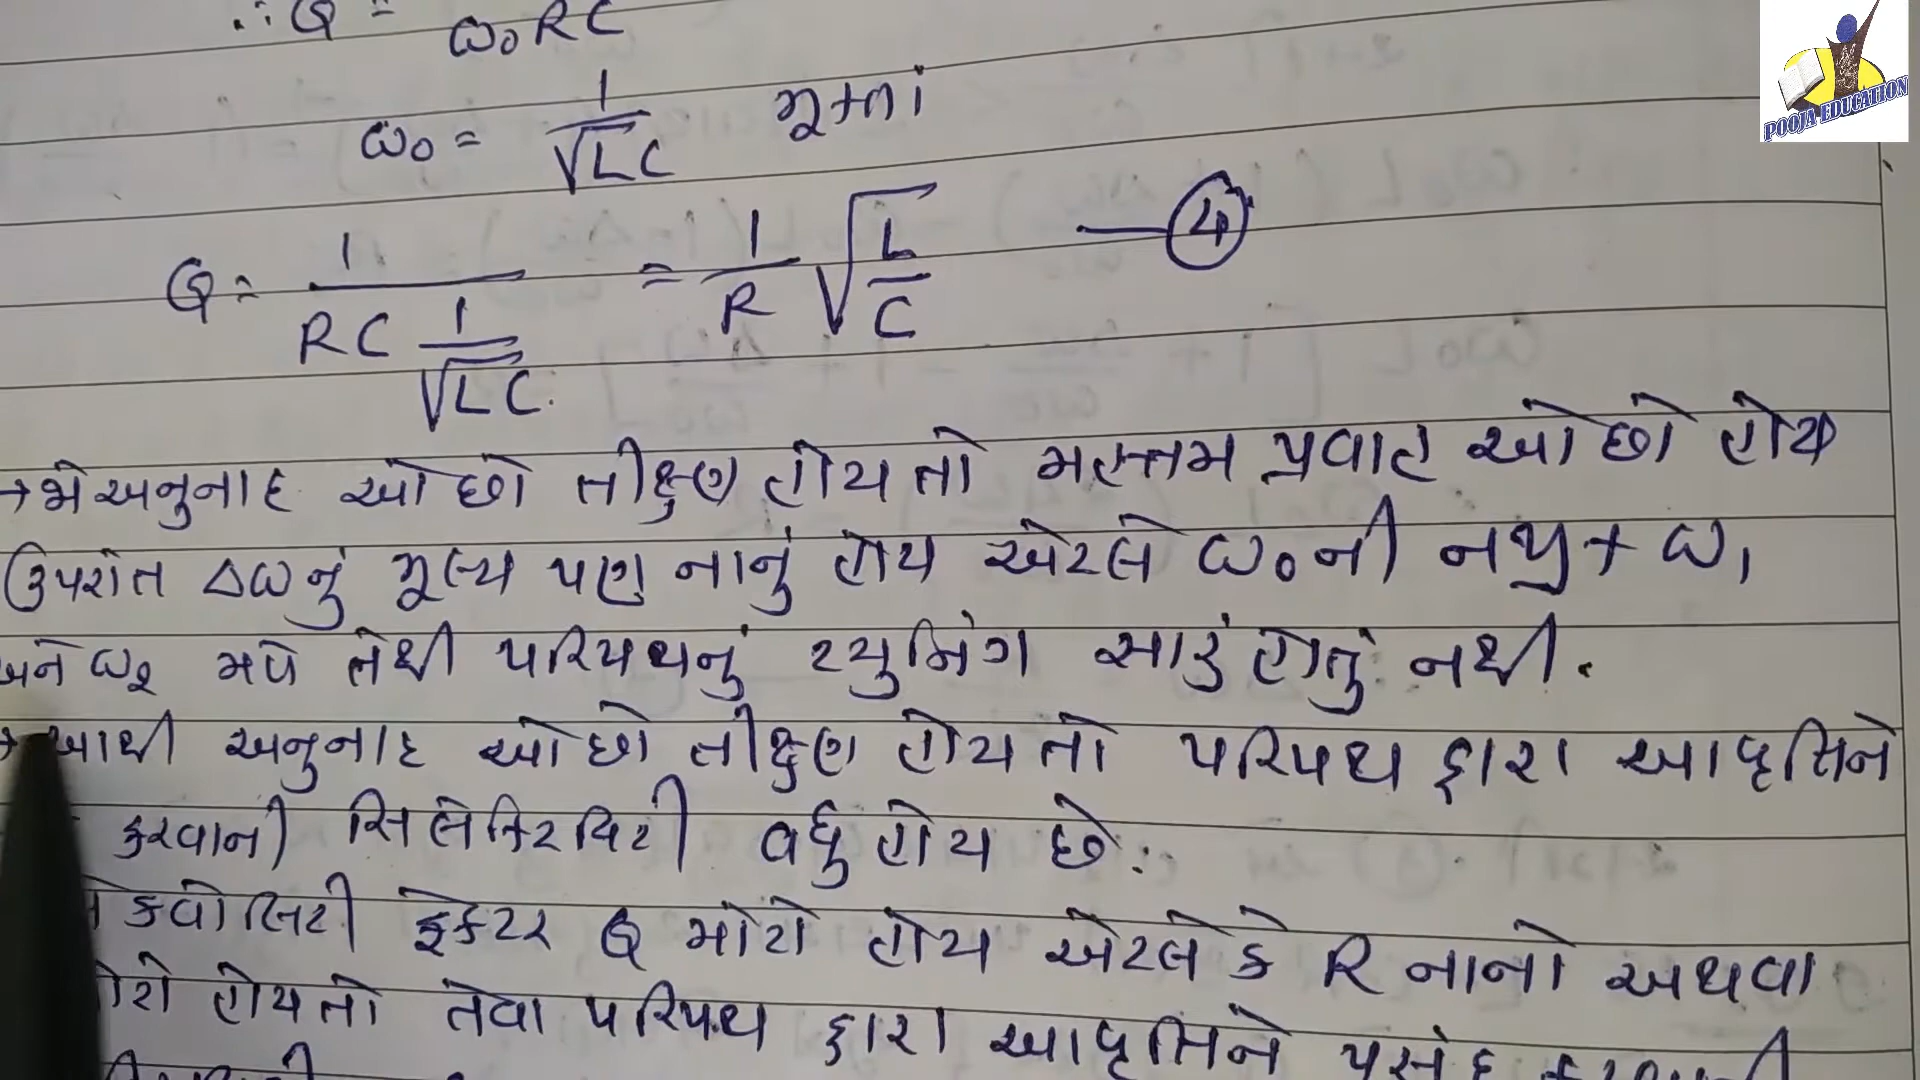 ∴ Q =
ω₀RC
ω₀ = 1/√LC મૂકતાં
Q = 1/(RC 1/√LC) = 1/R √(L/C) — ④
→ જો અનુનાદ ઓછો તીક્ષ્ણ હોય તો મહત્તમ પ્રવાહ ઓછો હોય
ઉપરાંત Δω નું મૂલ્ય પણ નાનું હોય એટલે ω₀ ની નજીક ω₁
અને ω₂ મળે તેથી પરિપથનું ટ્યુનિંગ સારું હોતું નથી.
→ આથી અનુનાદ ઓછો તીક્ષ્ણ હોય તો પરિપથ દ્વારા આવૃત્તિને
કરવાની સિલેક્ટિવિટી વધુ હોય છે.
ક્વોલિટી ફેક્ટર Q મોટો હોય એટલે કે R નાનો અથવા
હોય તો તેવા પરિપથ દ્વારા આવૃત્તિને પસંદ
POOJA EDUCATION